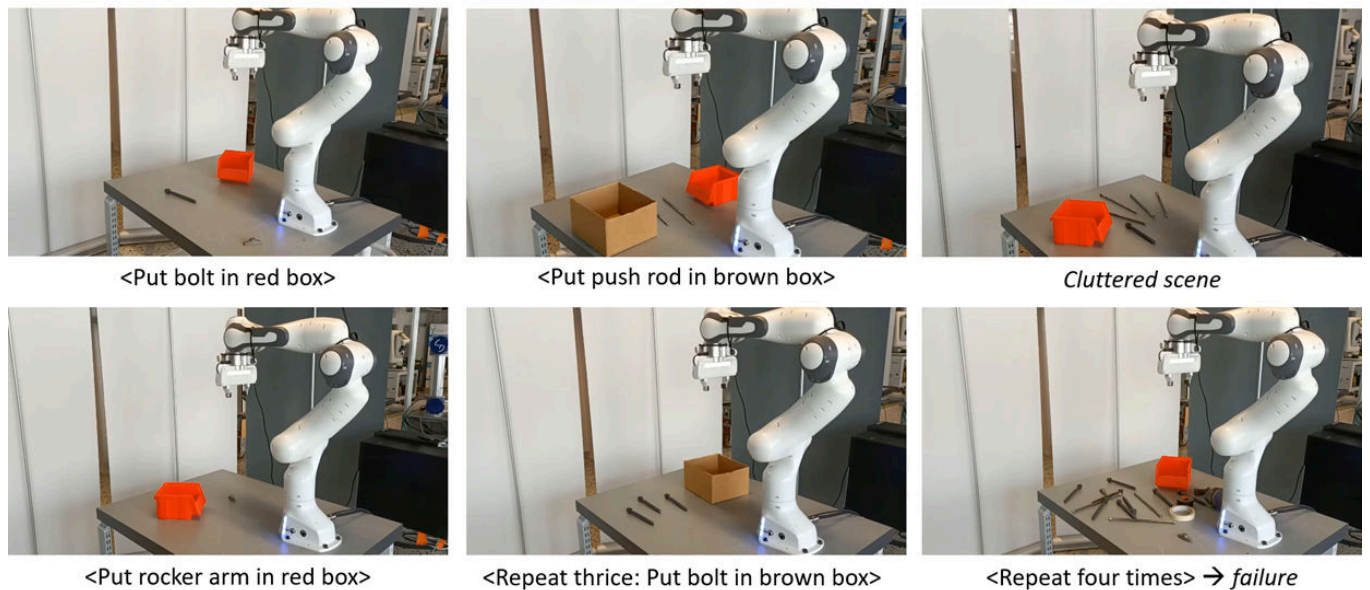 <Put bolt in red box>
<Put push rod in brown box>
Cluttered scene
<Put rocker arm in red box>
<Repeat thrice: Put bolt in brown box>
<Repeat four times> → failure